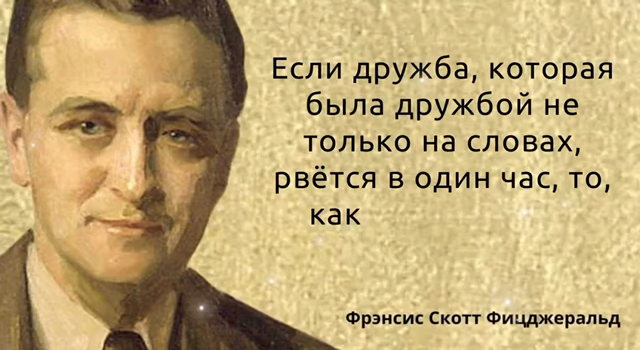 Если дружба, которая
была дружбой не
только на словах,
рвётся в один час, то,
как
Фрэнсис Скотт Фицджеральд